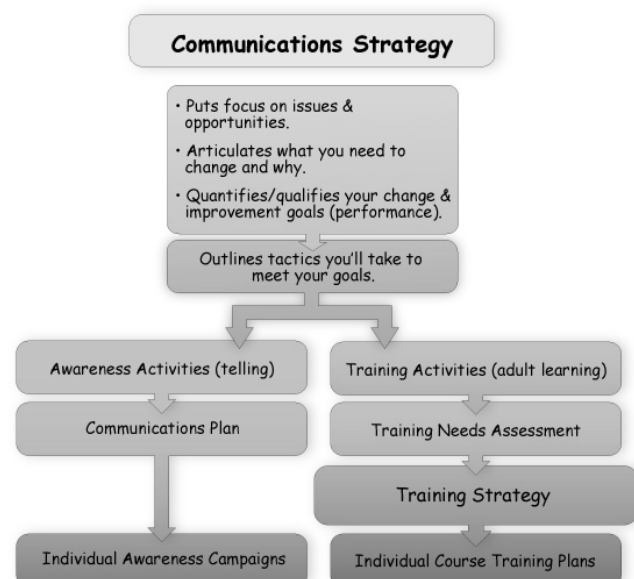 Communications Strategy
• Puts focus on issues &
opportunities.
• Articulates what you need to
change and why.
• Quantifies/qualifies your change &
improvement goals (performance).
Outlines tactics you'll take to
meet your goals.
Awareness Activities (telling)
Training Activities (adult learning)
Communications Plan
Training Needs Assessment
Training Strategy
Individual Awareness Campaigns
Individual Course Training Plans